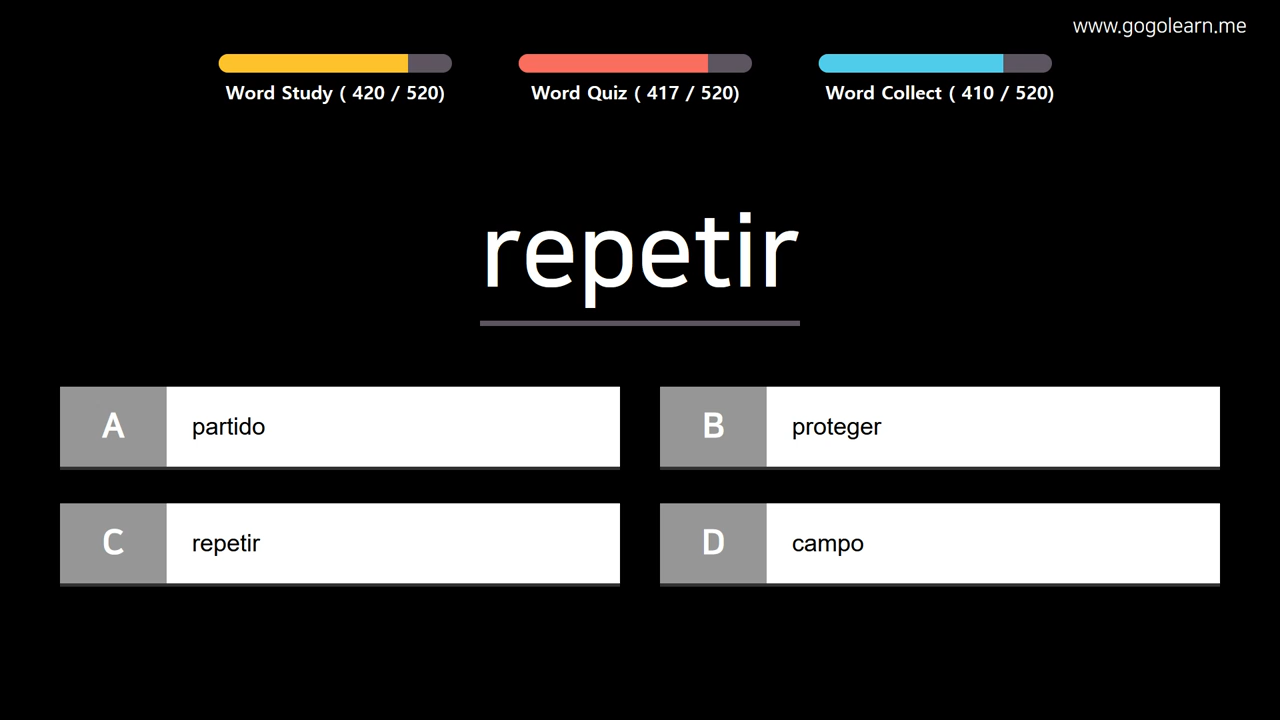 www.gogolearn.me
Word Study ( 420 / 520)
Word Quiz ( 417 / 520)
Word Collect ( 410 / 520)
repetir
A partido
B proteger
C repetir
D campo